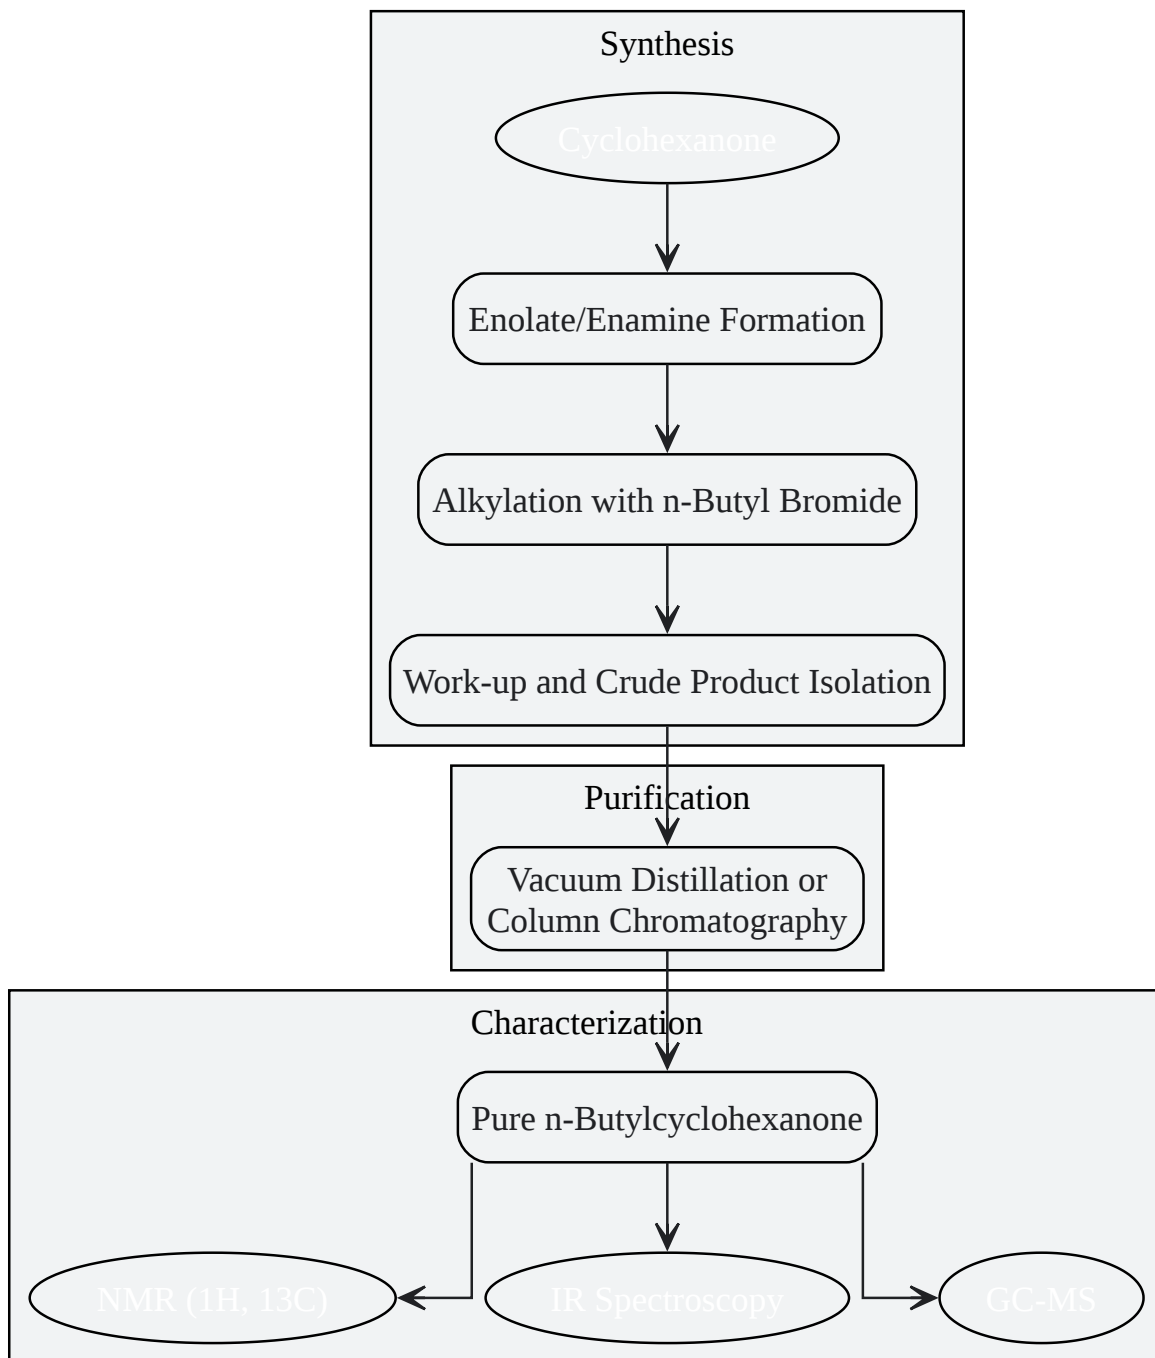 Synthesis
Cyclohexanone
Enolate/Enamine Formation
Alkylation with n-Butyl Bromide
Work-up and Crude Product Isolation
Purification
Vacuum Distillation or
Column Chromatography
Characterization
Pure n-Butylcyclohexanone
NMR (1H, 13C)
IR Spectroscopy
GC-MS